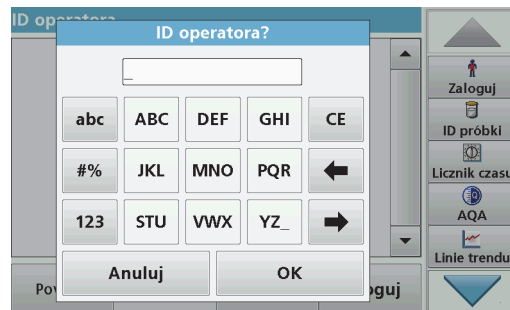 ID operatora
ID operatora?
_
abc ABC DEF GHI CE
#% JKL MNO PQR
123 STU VWX YZ_
Anuluj OK
Zaloguj
ID próbki
Licznik czasu
AQA
Linie trendu